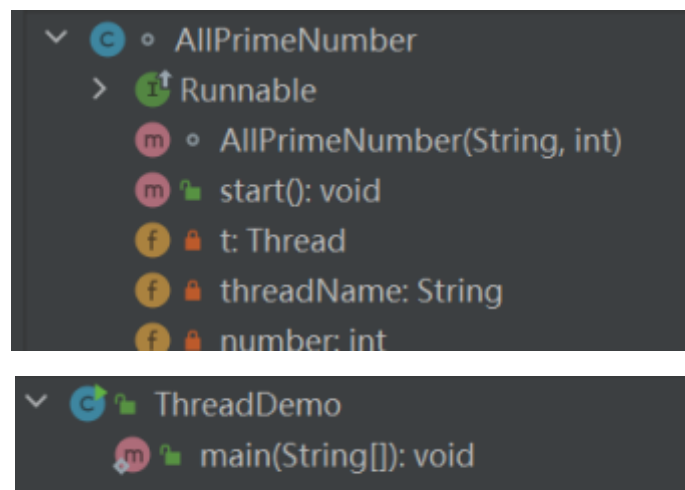 AllPrimeNumber
Runnable
AllPrimeNumber(String, int)
start(): void
t: Thread
threadName: String
number: int
ThreadDemo
main(String[]): void